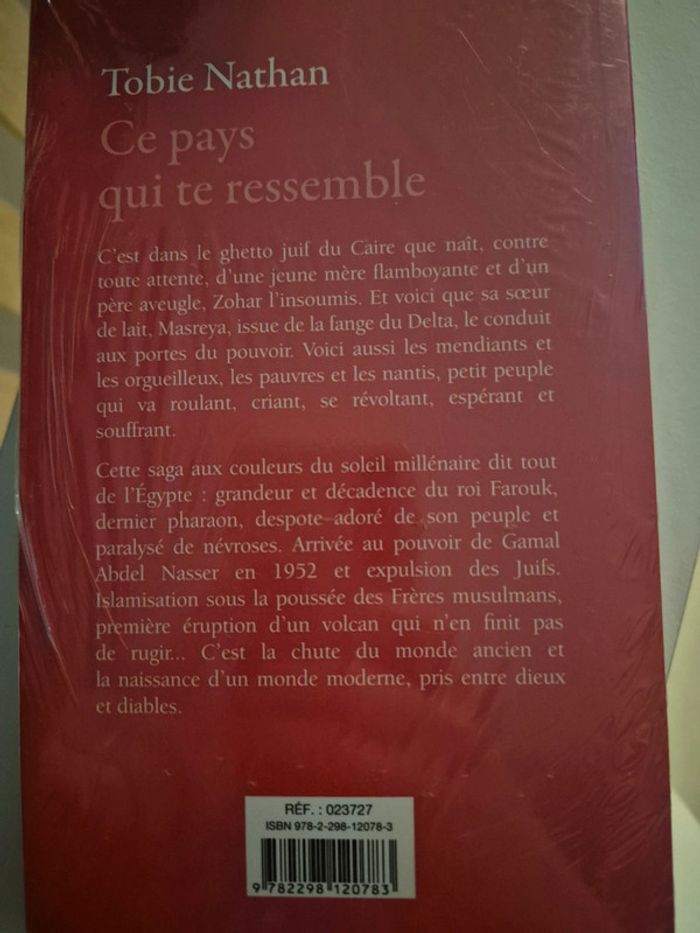 Tobie Nathan
Ce pays
qui te ressemble
C'est dans le ghetto juif du Caire que naît, contre
toute attente, d'une jeune mère flamboyante et d'un
père aveugle, Zohar l'insoumis. Et voici que sa sœur
de lait, Masreya, issue de la fange du Delta, le conduit
aux portes du pouvoir. Voici aussi les mendiants et
les orgueilleux, les pauvres et les nantis, petit peuple
qui va roulant, criant, se révoltant, espérant et
souffrant.
Cette saga aux couleurs du soleil millénaire dit tout
de l'Égypte : grandeur et décadence du roi Farouk,
dernier pharaon, despote adoré de son peuple et
paralysé de névroses. Arrivée au pouvoir de Gamal
Abdel Nasser en 1952 et expulsion des Juifs.
Islamisation sous la poussée des Frères musulmans,
première éruption d'un volcan qui n'en finit pas
de rugir... C'est la chute du monde ancien et
la naissance d'un monde moderne, pris entre dieux
et diables.
RÉF. : 023727
ISBN 978-2-298-12078-3
9 782298 120783